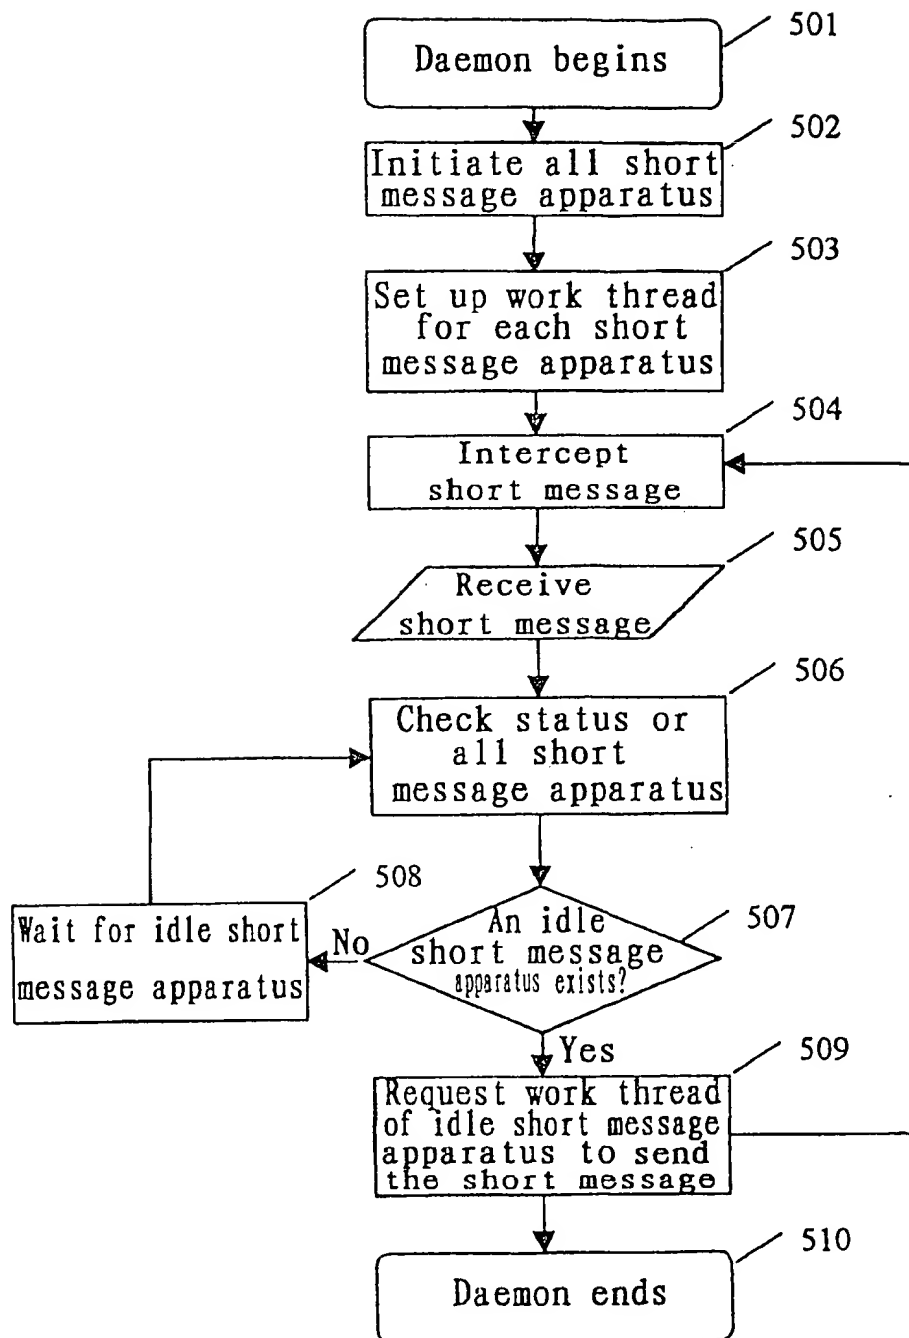 501
Daemon begins
502
Initiate all short
message apparatus
503
Set up work thread
for each short
message apparatus
504
Intercept
short message
505
Receive
short message
506
Check status or
all short
message apparatus
508
Wait for idle short
message apparatus
No
An idle
short message
apparatus exists?
507
Yes
509
Request work thread
of idle short message
apparatus to send
the short message
510
Daemon ends